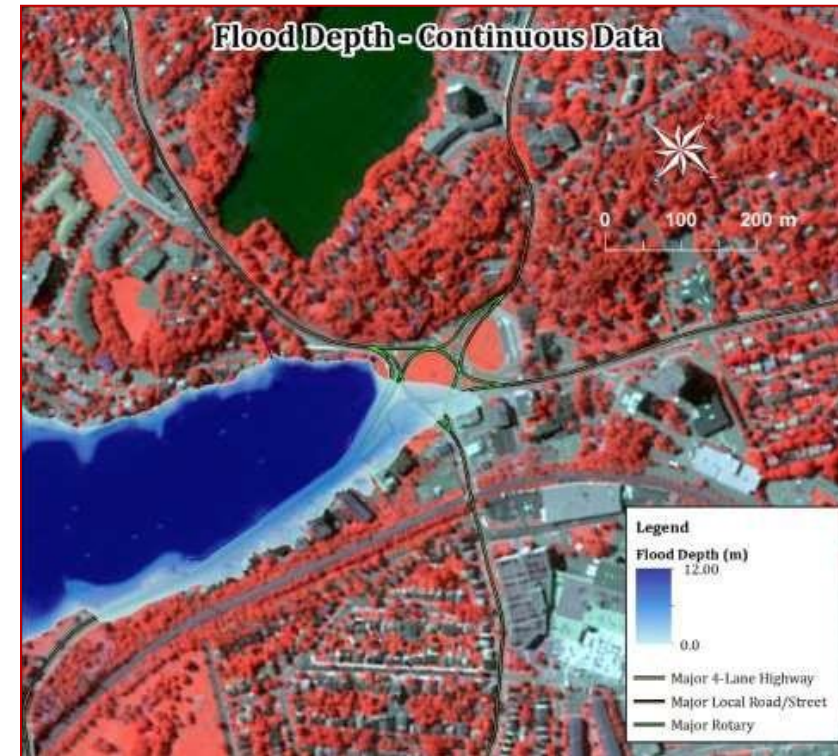 Flood Depth - Continuous Data
0 100 200 m
Legend
Flood Depth (m)
12.00
0.0
Major 4-Lane Highway
Major Local Road/Street
Major Rotary